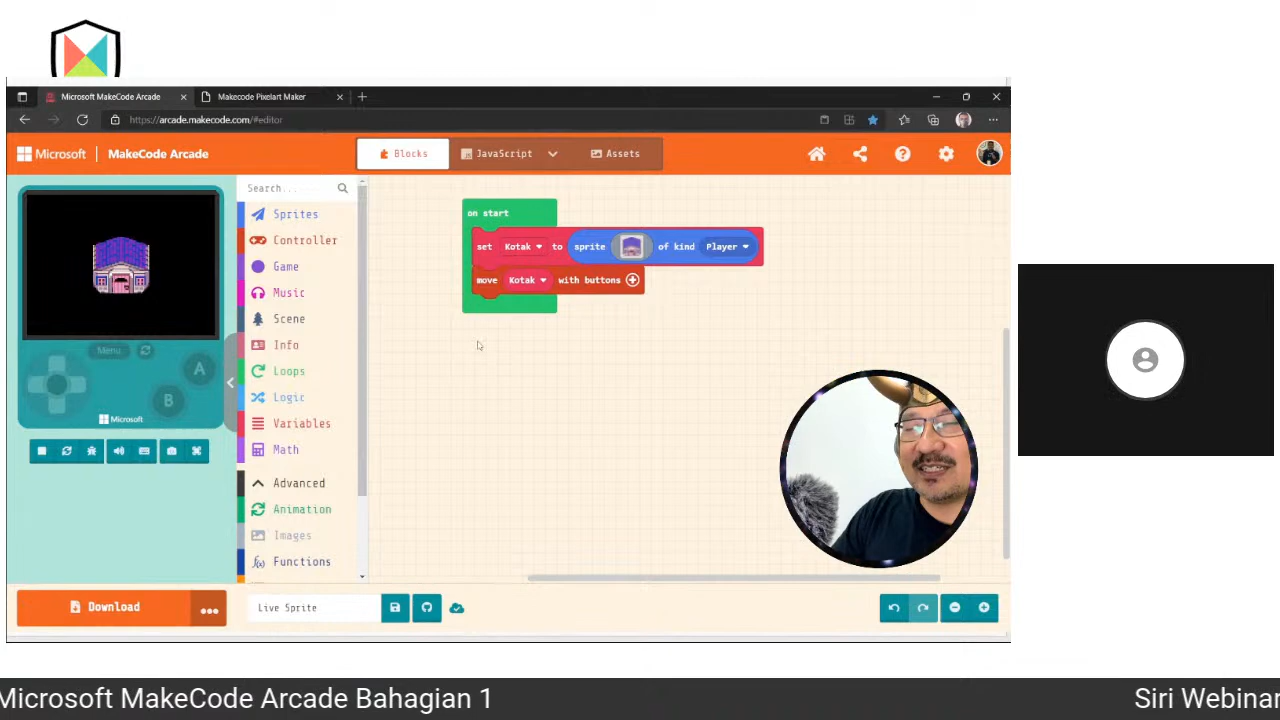 Microsoft MakeCode Arcade
Makecode Pixelart Maker
https://arcade.makecode.com/#editor
Microsoft
MakeCode Arcade
Blocks
JavaScript
Assets
Menu
A
B
Microsoft
Search...
Sprites
Controller
Game
Music
Scene
Info
Loops
Logic
Variables
Math
Advanced
Animation
Images
Functions
on start
set Kotak to sprite of kind Player
move Kotak with buttons
Download
Live Sprite
Microsoft MakeCode Arcade Bahagian 1
Siri Webinar